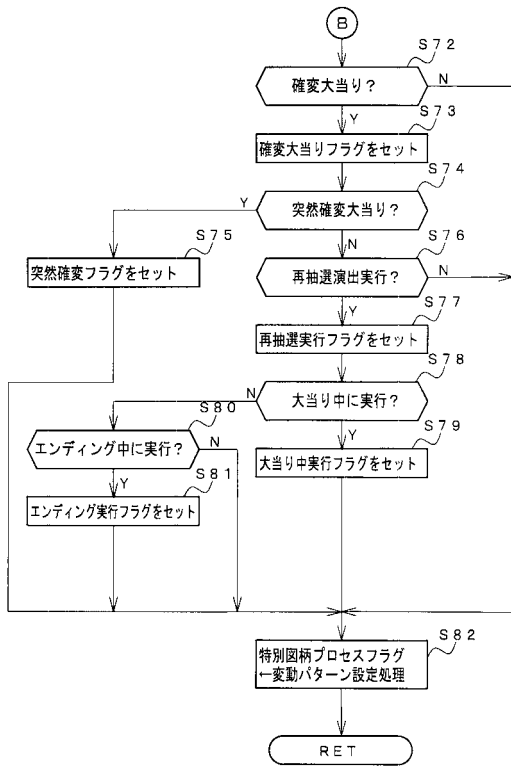 B
S72
確変大当り?
N
Y
S73
確変大当りフラグをセット
S74
突然確変大当り?
Y
N
S75
突然確変フラグをセット
S76
再抽選演出実行?
N
Y
S77
再抽選実行フラグをセット
S78
大当り中に実行?
N
Y
S79
大当り中実行フラグをセット
S80
エンディング中に実行?
N
Y
S81
エンディング実行フラグをセット
S82
特別図柄プロセスフラグ
←変動パターン設定処理
RET